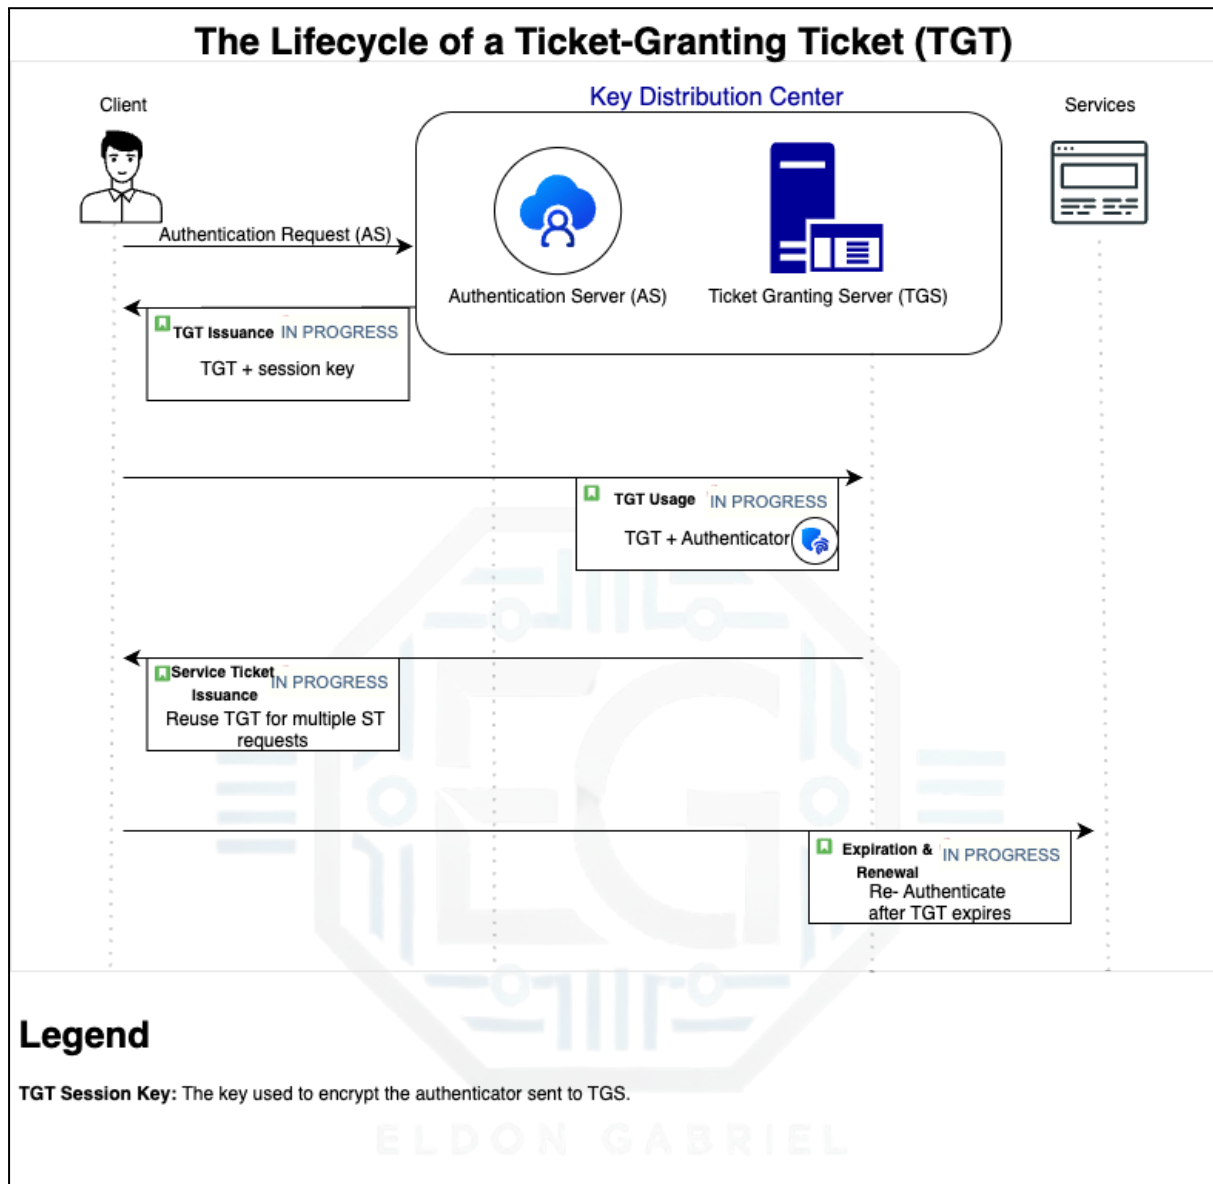 The Lifecycle of a Ticket-Granting Ticket (TGT)
Client
Key Distribution Center
Services
Authentication Request (AS)
Authentication Server (AS)
Ticket Granting Server (TGS)
TGT Issuance IN PROGRESS
TGT + session key
TGT Usage IN PROGRESS
TGT + Authenticator
Service Ticket
Issuance
IN PROGRESS
Reuse TGT for multiple ST
requests
Expiration &
Renewal
IN PROGRESS
Re- Authenticate
after TGT expires
Legend
TGT Session Key: The key used to encrypt the authenticator sent to TGS.
EG
ELDON GABRIEL